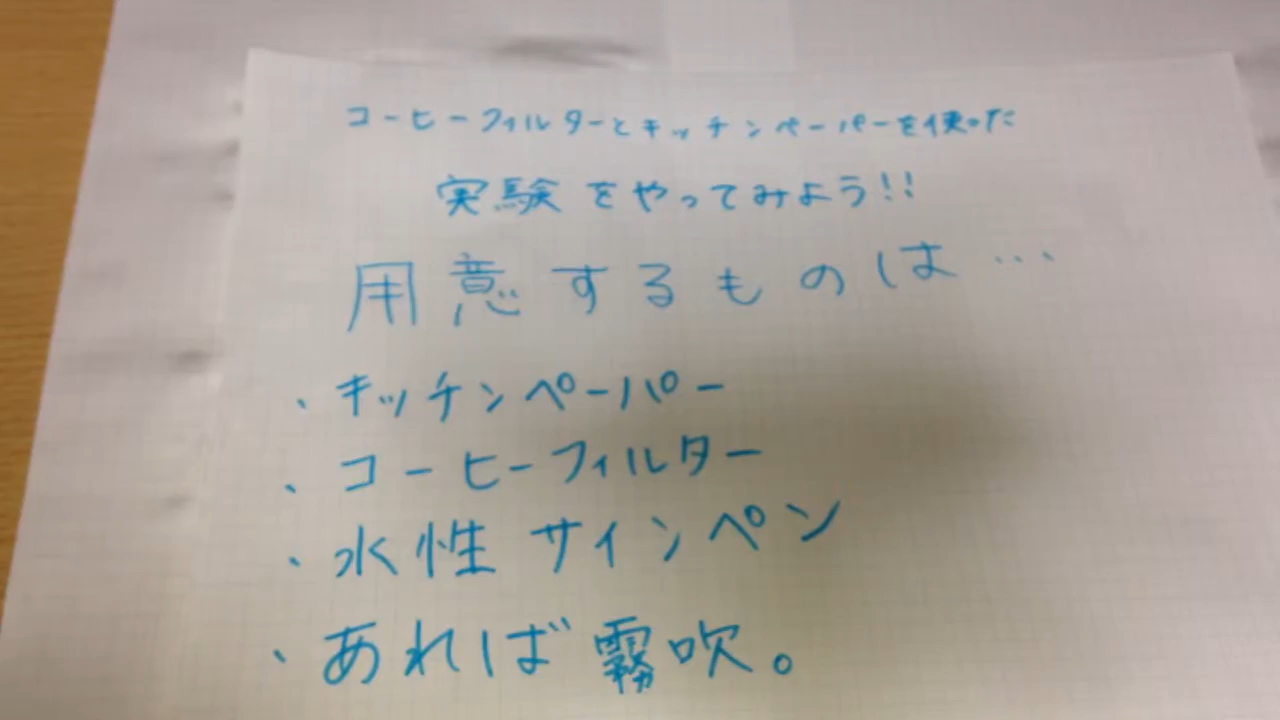 コーヒーフィルターとキッチンペーパーを使った
実験をやってみよう!!
用意するものは…
・キッチンペーパー
・コーヒーフィルター
・水性サインペン
・あれば霧吹。